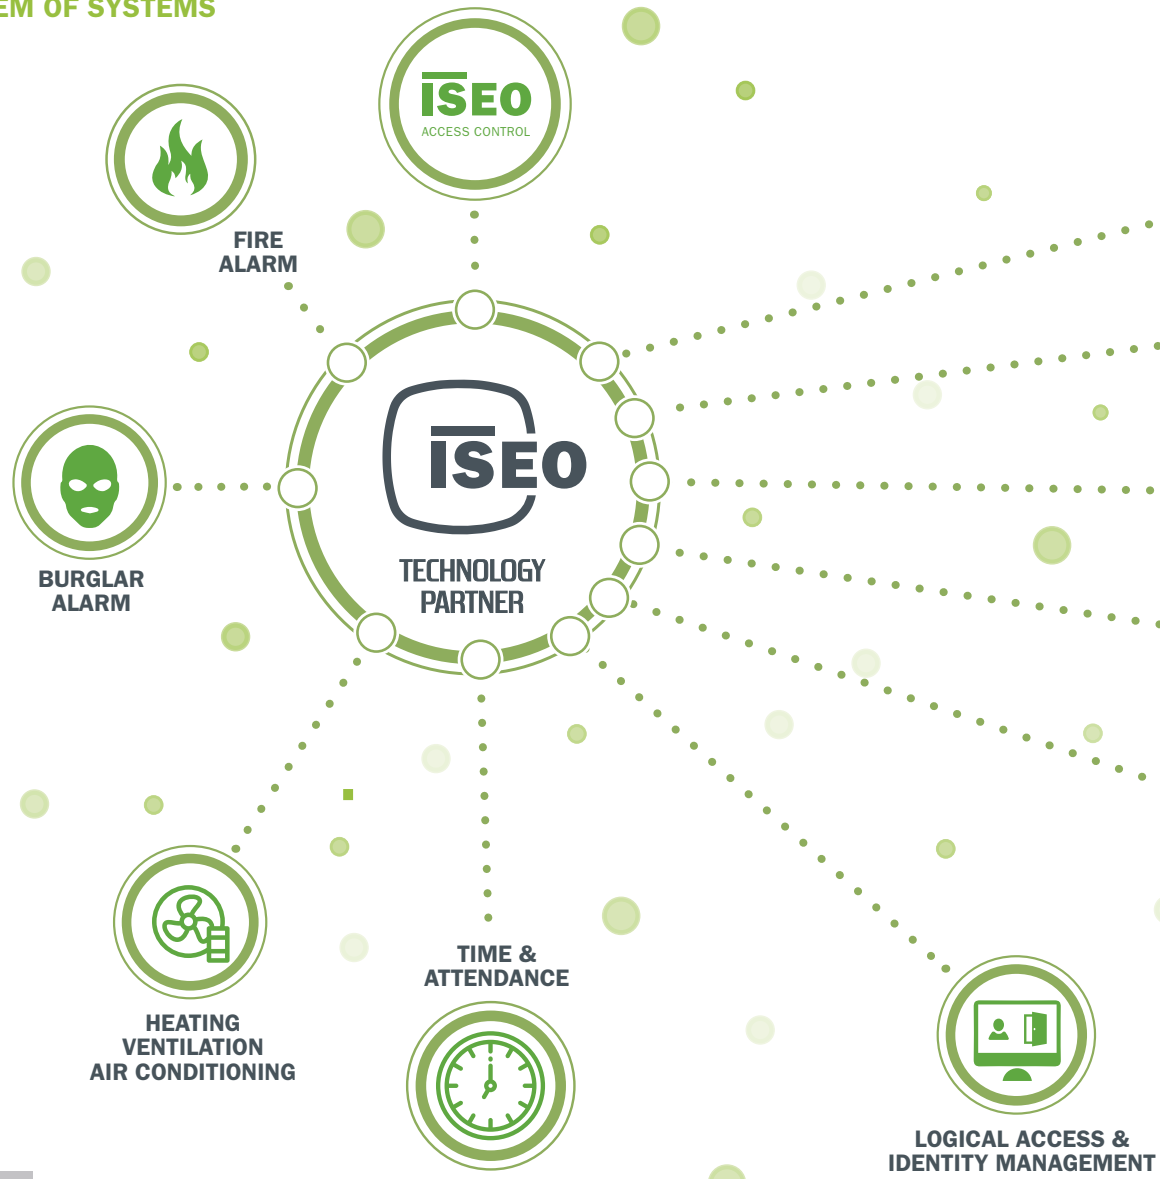 OF SYSTEMS
ISEO
ACCESS CONTROL
FIRE
ALARM
ISEO
TECHNOLOGY
PARTNER
BURGLAR
ALARM
TIME &
ATTENDANCE
HEATING
VENTILATION
AIR CONDITIONING
LOGICAL ACCESS &
IDENTITY MANAGEMENT